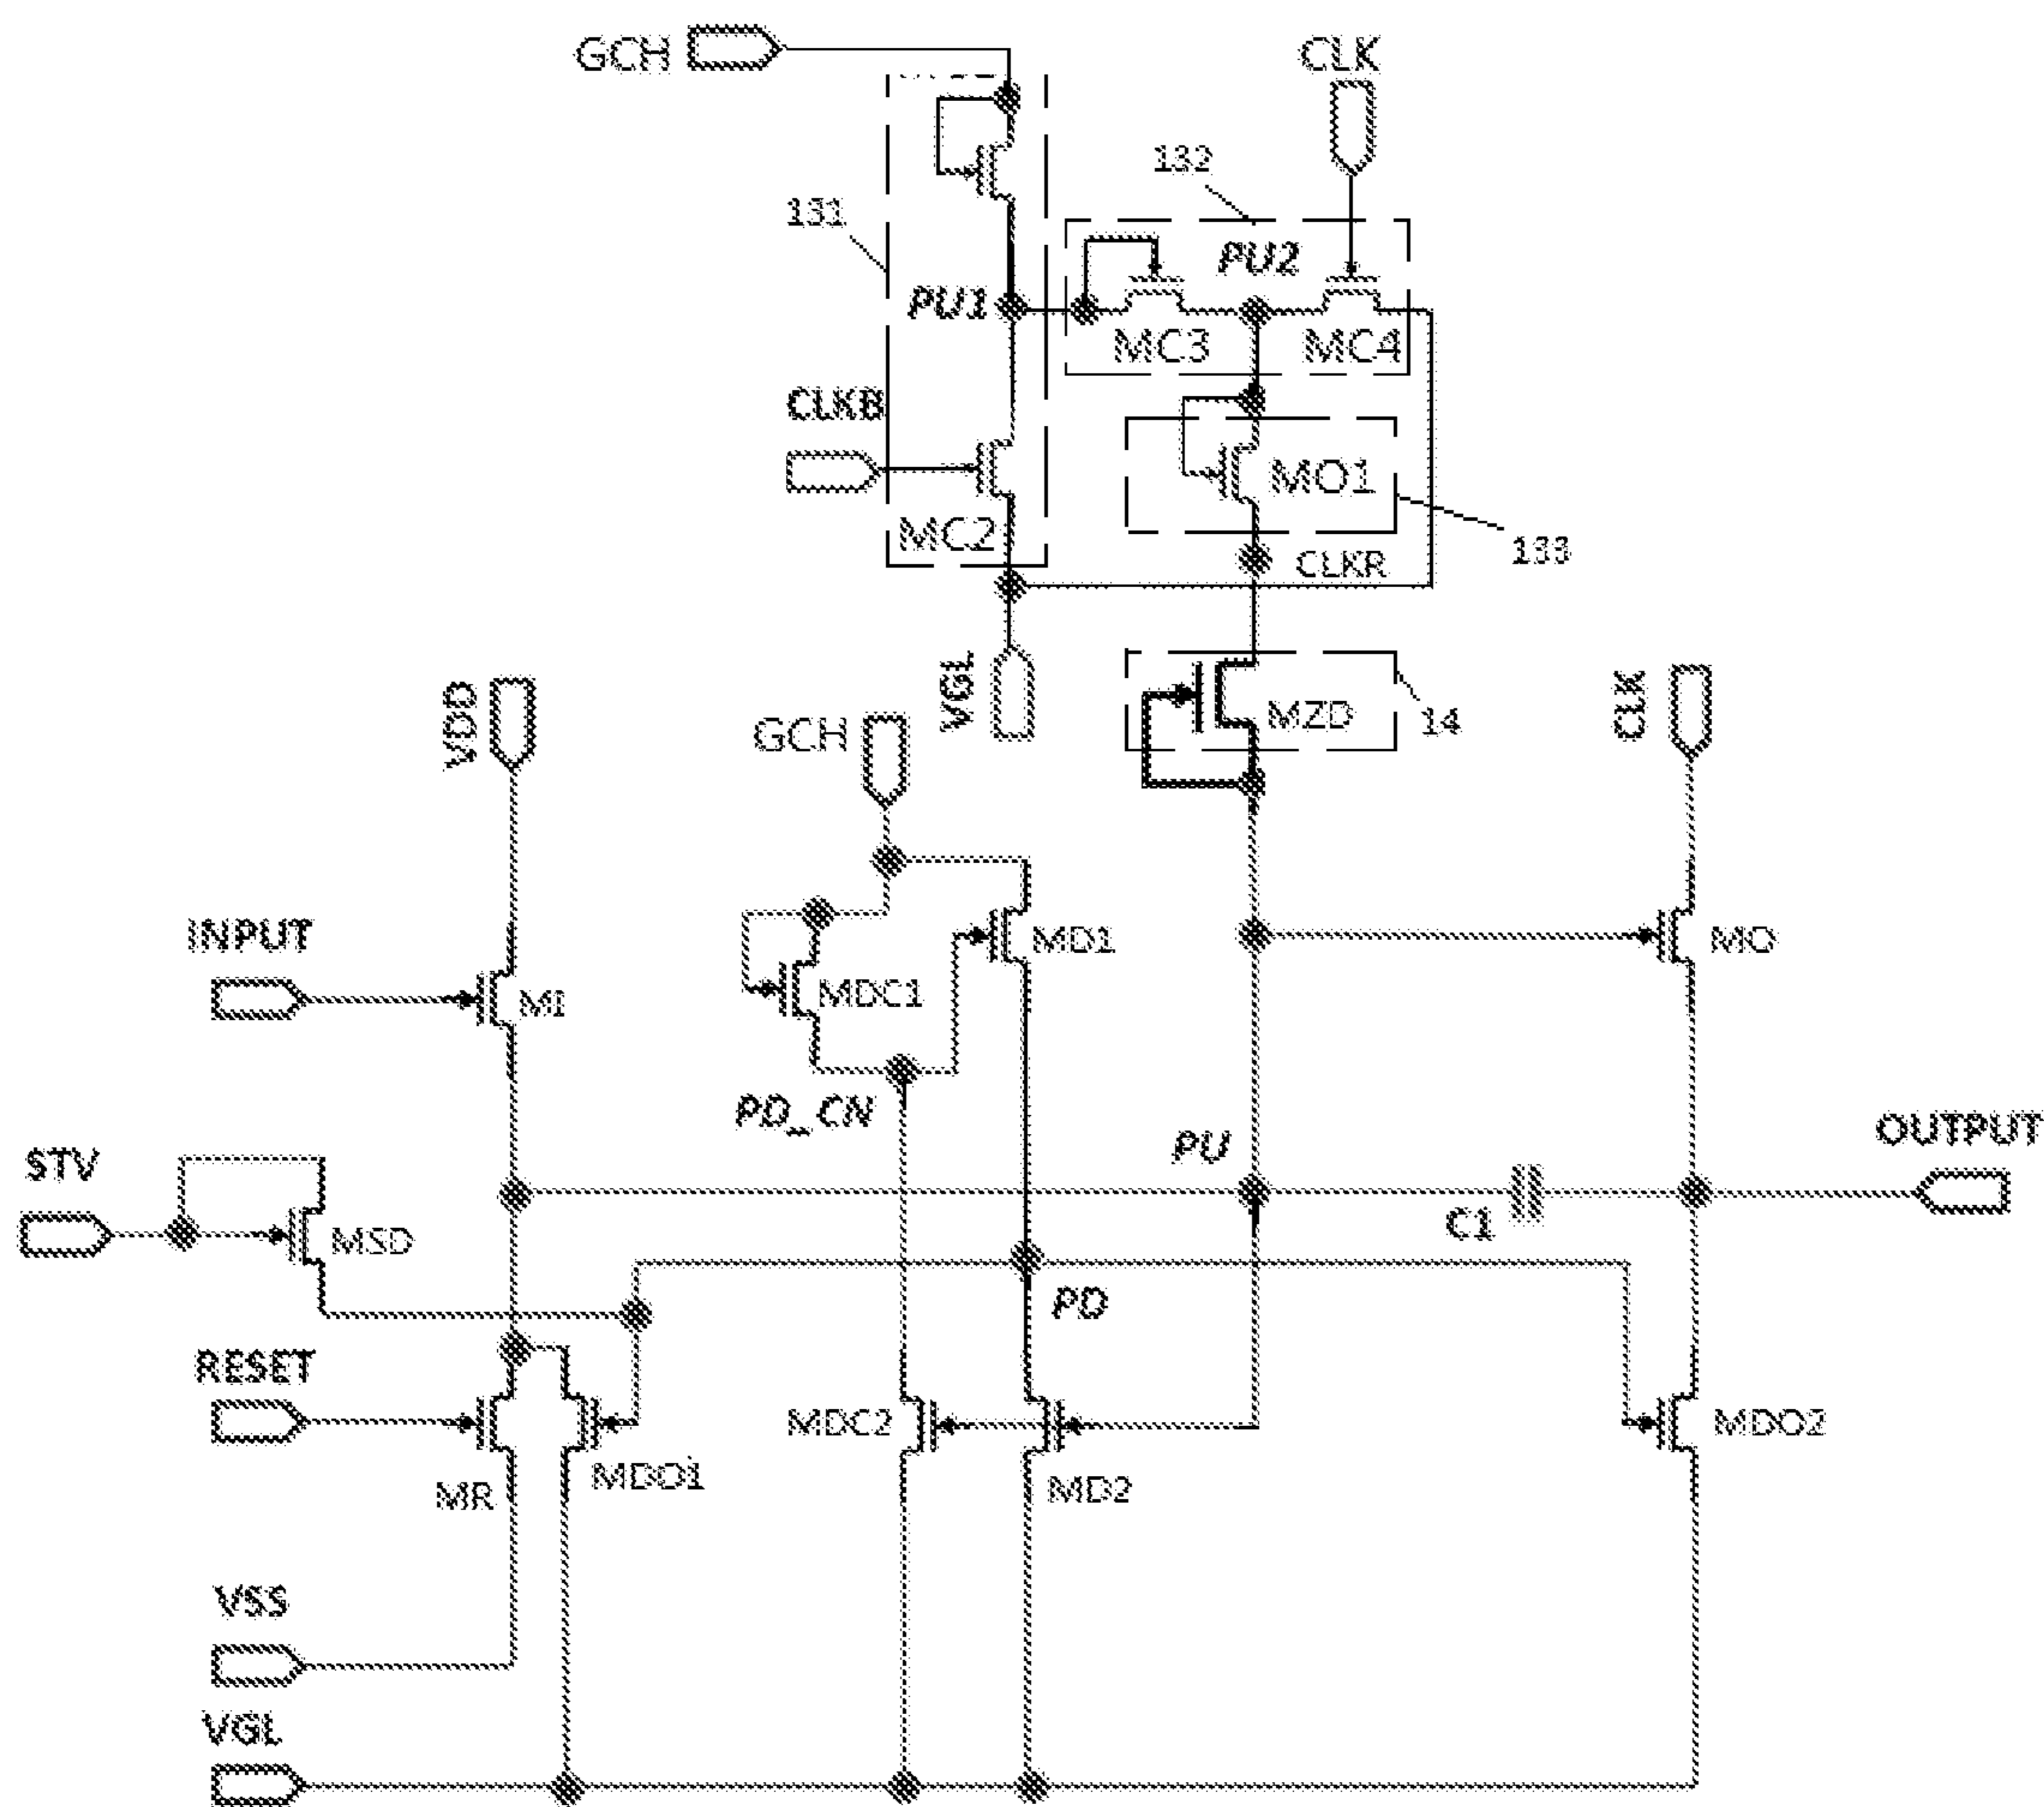 GCH
CLK
132
131
PU2
PU1
MC3
MC4
CLKB
MO1
MC2
133
CLKR
VGL
VDD
GCH
MZD
14
CLK
INPUT
MI
MDC1
MD1
MO
PD_CN
PU
OUTPUT
STV
MSD
C1
PD
RESET
MDC2
MDO2
MR
MDO1
MD2
VSS
VGL